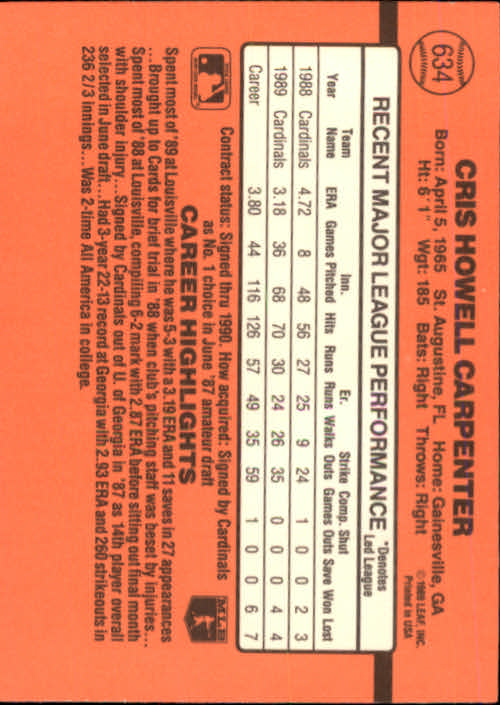 634
CRIS HOWELL CARPENTER
© 1989 LEAF, INC.
Printed in USA
Born: April 5, 1965 St. Augustine, FL Home: Gainesville, GA
Ht: 6'1" Wgt: 185 Bats: Right Throws: Right
RECENT MAJOR LEAGUE PERFORMANCE *Denotes Led League
Team Inn. Er. Strike Comp. Shut
Year Name ERA Games Pitched Hits Runs Runs Walks Outs Games Outs Save Won Lost
1988 Cardinals 4.72 8 48 56 27 25 9 24 1 0 0 2 3
1989 Cardinals 3.18 36 68 70 30 24 26 35 0 0 0 4 4
Career 3.80 44 116 126 57 49 35 59 1 0 0 6 7
Contract status: Signed thru 1990. How acquired: Signed by Cardinals
as No. 1 choice in June '87 amateur draft
CAREER HIGHLIGHTS
MLB
Spent most of '89 at Louisville where he was 5-3 with a 3.19 ERA and 11 saves in 27 appearances
...Brought up to Cards for brief trial in '88 when club's pitching staff was beset by injuries...
Spent most of '88 at Louisville, compiling 6-2 mark with 2.87 ERA before sitting out final month
with shoulder injury...Signed by Cardinals out of U. of Georgia in '87 as 14th player overall
selected in June draft...Had 3-year 22-13 record at Georgia with 2.93 ERA and 260 strikeouts in
236 2/3 innings...Was 2-time All America in college.